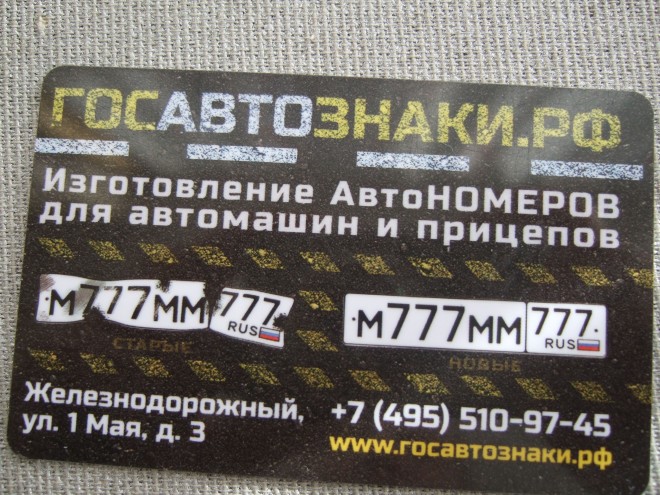 ГОСАВТОЗНАКИ.РФ
Изготовление АвтоНОМЕРОВ
для автомашин и прицепов
М777ММ 777 RUS
М777ММ 777 RUS
СТАРЫЕ
НОВЫЕ
Железнодорожный,
ул. 1 Мая, д. 3
+7 (495) 510-97-45
www.госавтознаки.рф